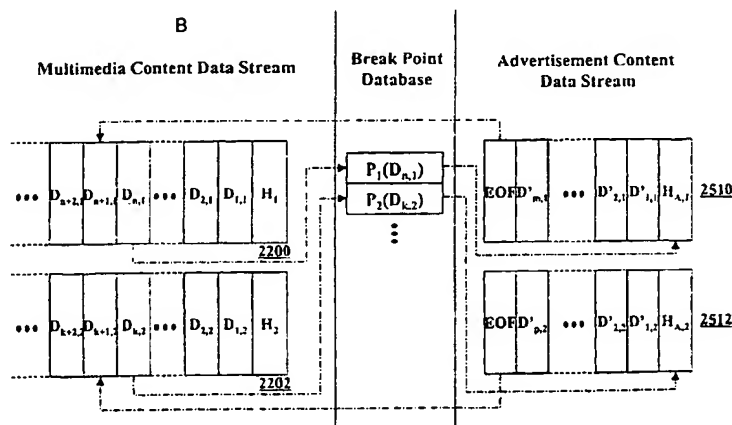 B
Multimedia Content Data Stream
Break Point
Database
Advertisement Content
Data Stream
••• D_{n+2,1} D_{n+1,1} D_{n,1} ••• D_{2,1} D_{1,1} H_1
2200
P_1(D_{n,1})
P_2(D_{k,2})
•••
EOF D'_{m,1} ••• D'_{2,1} D'_{1,1} H_{A,1}
2510
••• D_{k+2,2} D_{k+1,2} D_{k,2} ••• D_{2,2} D_{1,2} H_2
2202
EOF D'_{p,2} ••• D'_{2,2} D'_{1,2} H_{A,2}
2512